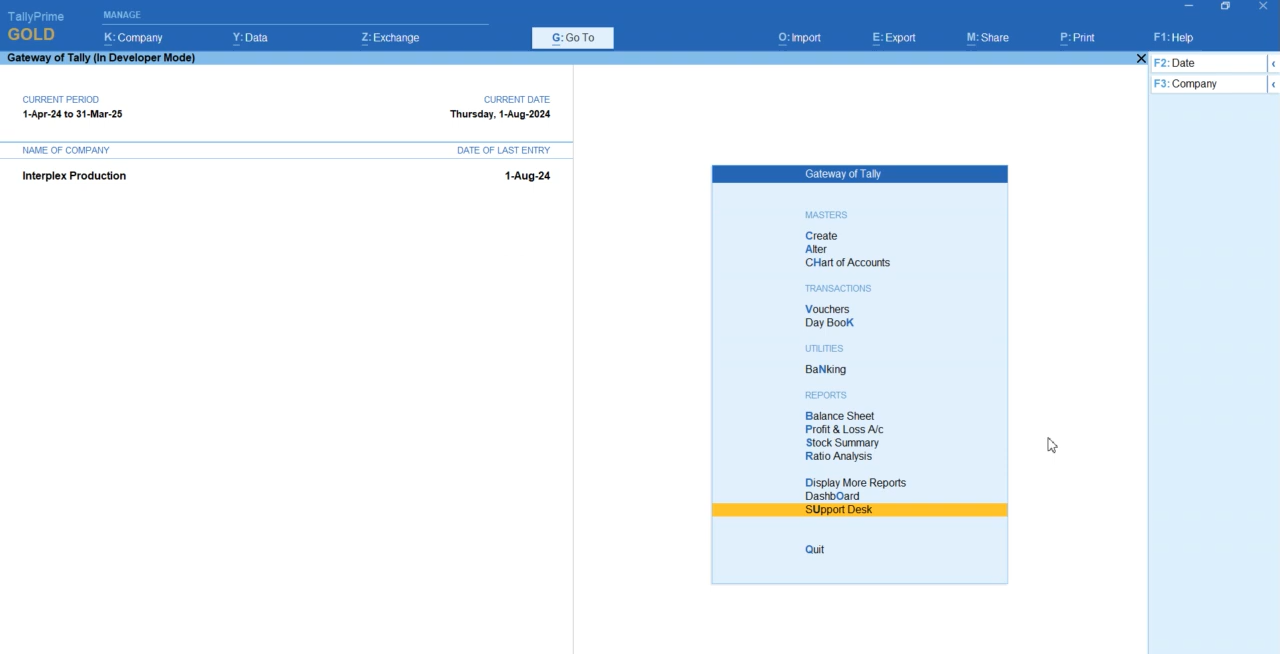 TallyPrime
GOLD
MANAGE
K: Company
Y: Data
Z: Exchange
G: Go To
O: Import
E: Export
M: Share
P: Print
F1: Help
Gateway of Tally (In Developer Mode)
F2: Date
F3: Company
CURRENT PERIOD
CURRENT DATE
1-Apr-24 to 31-Mar-25
Thursday, 1-Aug-2024
NAME OF COMPANY
DATE OF LAST ENTRY
Interplex Production
1-Aug-24
Gateway of Tally
MASTERS
Create
Alter
CHart of Accounts
TRANSACTIONS
Vouchers
Day BooK
UTILITIES
BaNking
REPORTS
Balance Sheet
Profit & Loss A/c
Stock Summary
Ratio Analysis
Display More Reports
DashbOard
SUpport Desk
Quit